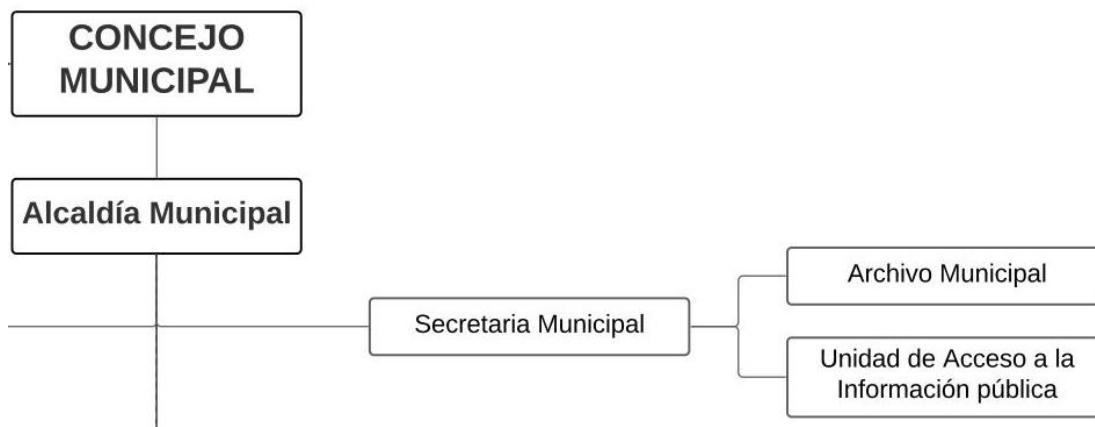 CONCEJO
MUNICIPAL
Alcaldía Municipal
Archivo Municipal
Secretaria Municipal
Unidad de Acceso a la
Información pública